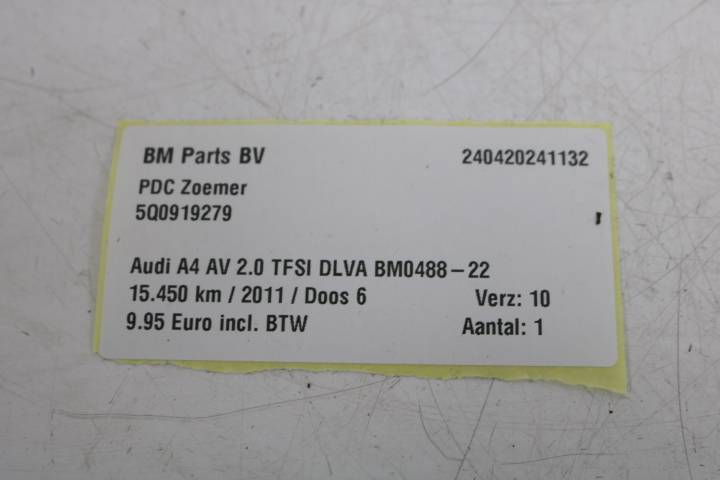 BM Parts BV 240420241132
PDC Zoemer
5Q0919279
Audi A4 AV 2.0 TFSI DLVA BM0488-22
15.450 km / 2011 / Doos 6 Verz: 10
9.95 Euro incl. BTW Aantal: 1